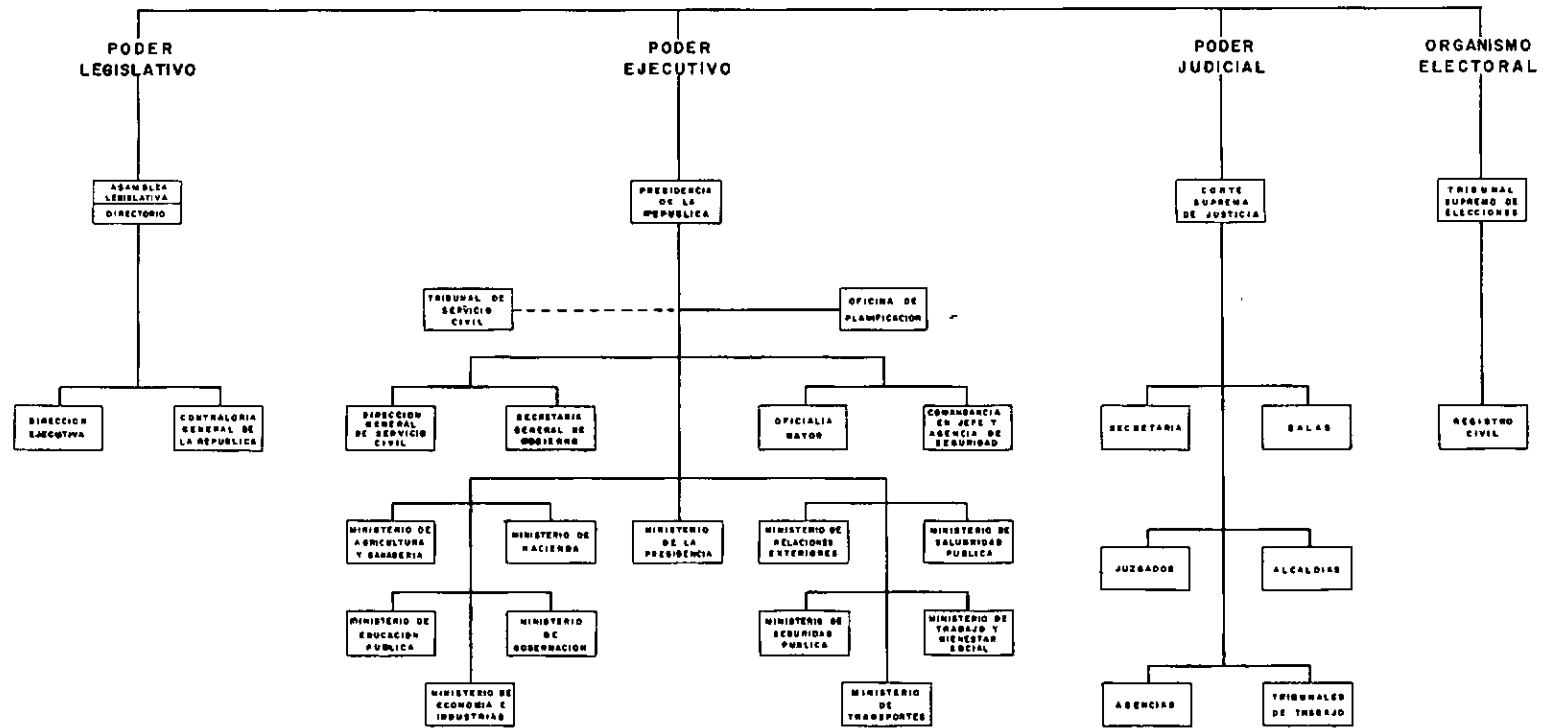 PODER
LEGISLATIVO
PODER
EJECUTIVO
PODER
JUDICIAL
ORGANISMO
ELECTORAL
ASAMBLEA
LEGISLATIVA
DIRECTORIO
PRESIDENCIA
DE LA
REPUBLICA
CORTE
SUPREMA
DE JUSTICIA
TRIBUNAL
SUPREMO DE
ELECCIONES
TRIBUNAL DE
SERVICIO
CIVIL
OFICINA DE
PLANIFICACION
DIRECCION
EJECUTIVA
CONTRALORIA
GENERAL DE
LA REPUBLICA
DIRECCION
GENERAL
DE SERVICIO
CIVIL
SECRETARIA
GENERAL DE
GOBIERNO
OFICIALIA
MAYOR
COMANDANCIA
EN JEFE Y
AGENCIA DE
SEGURIDAD
SECRETARIA
SALAS
REGISTRO
CIVIL
MINISTERIO DE
AGRICULTURA
Y GANADERIA
MINISTERIO DE
HACIENDA
MINISTERIO
DE LA
PRESIDENCIA
MINISTERIO DE
RELACIONES
EXTERIORES
MINISTERIO DE
SALUBRIDAD
PUBLICA
JUZGADOS
ALCALDIAS
MINISTERIO DE
EDUCACION
PUBLICA
MINISTERIO
DE
GOBERNACION
MINISTERIO DE
SEGURIDAD
PUBLICA
MINISTERIO DE
TRABAJO Y
BIENESTAR
SOCIAL
MINISTERIO DE
ECONOMIA E
INDUSTRIAS
MINISTERIO
DE
TRANSPORTES
AGENCIAS
TRIBUNALES
DE TRABAJO